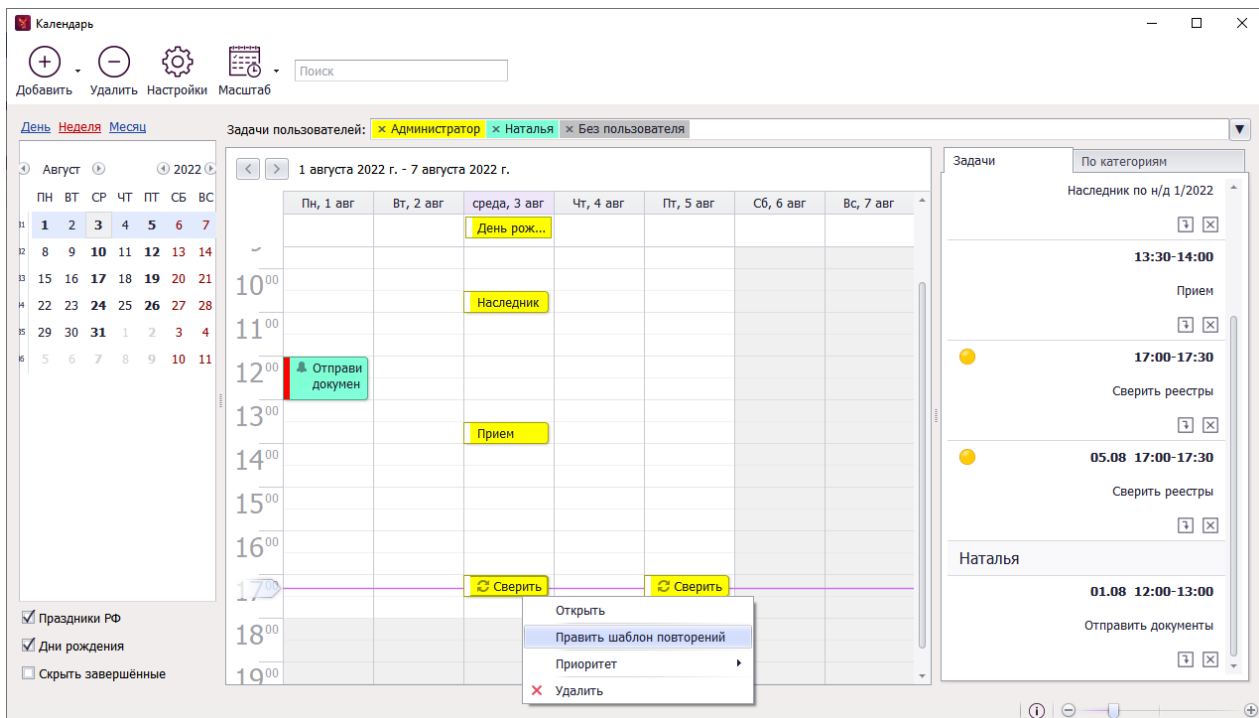 Календарь
Добавить Удалить Настройки Масштаб
Поиск
День Неделя Месяц
Задачи пользователей: × Администратор × Наталья × Без пользователя
Август 2022
ПН ВТ СР ЧТ ПТ СБ ВС
31 1 2 3 4 5 6 7
32 8 9 10 11 12 13 14
33 15 16 17 18 19 20 21
34 22 23 24 25 26 27 28
35 29 30 31 1 2 3 4
36 5 6 7 8 9 10 11
Праздники РФ
Дни рождения
Скрыть завершённые
1 августа 2022 г. - 7 августа 2022 г.
Пн, 1 авг Вт, 2 авг среда, 3 авг Чт, 4 авг Пт, 5 авг Сб, 6 авг Вс, 7 авг
День рож...
10 00
Наследник
11 00
12 00
Отправи
докумен
13 00
Прием
14 00
15 00
16 00
17 00
Сверить Сверить
18 00
19 00
Открыть
Править шаблон повторений
Приоритет
Удалить
Задачи По категориям
Наследник по н/д 1/2022
13:30-14:00
Прием
17:00-17:30
Сверить реестры
05.08 17:00-17:30
Сверить реестры
Наталья
01.08 12:00-13:00
Отправить документы